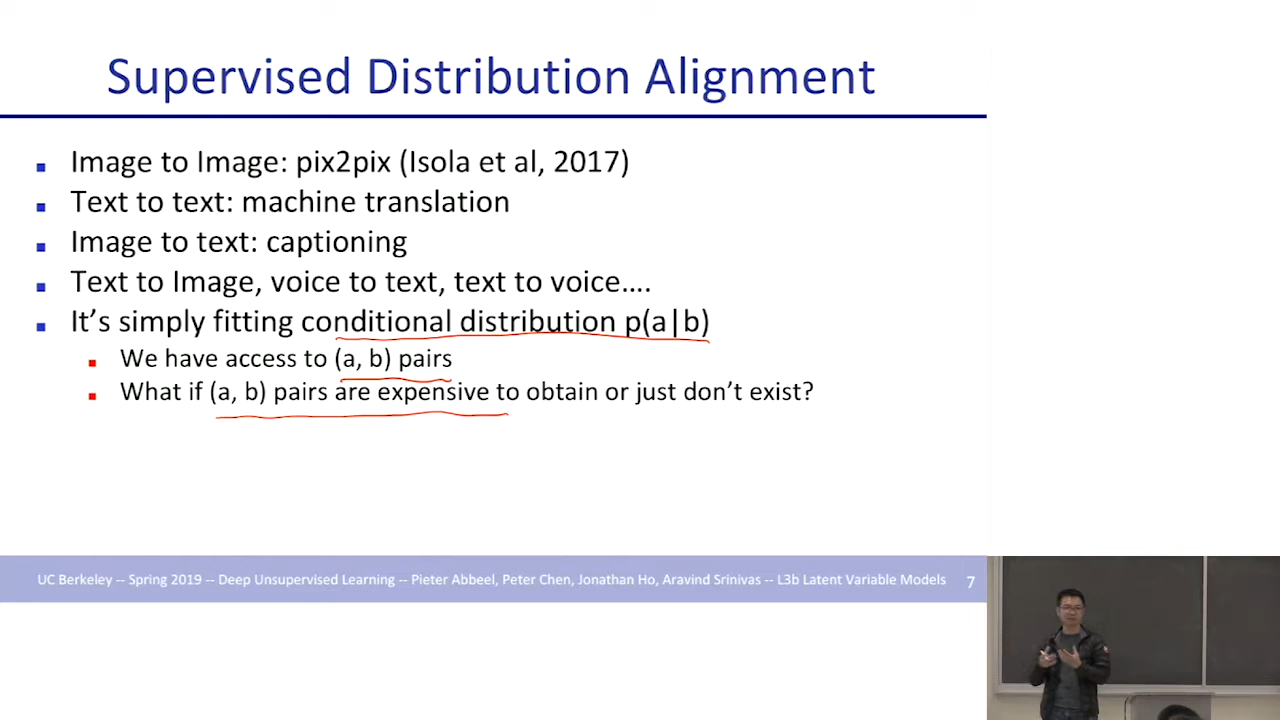 Supervised Distribution Alignment
Image to Image: pix2pix (Isola et al, 2017)
Text to text: machine translation
Image to text: captioning
Text to Image, voice to text, text to voice….
It’s simply fitting conditional distribution p(a|b)
We have access to (a, b) pairs
What if (a, b) pairs are expensive to obtain or just don’t exist?
UC Berkeley -- Spring 2019 -- Deep Unsupervised Learning -- Pieter Abbeel, Peter Chen, Jonathan Ho, Aravind Srinivas -- L3b Latent Variable Models 7